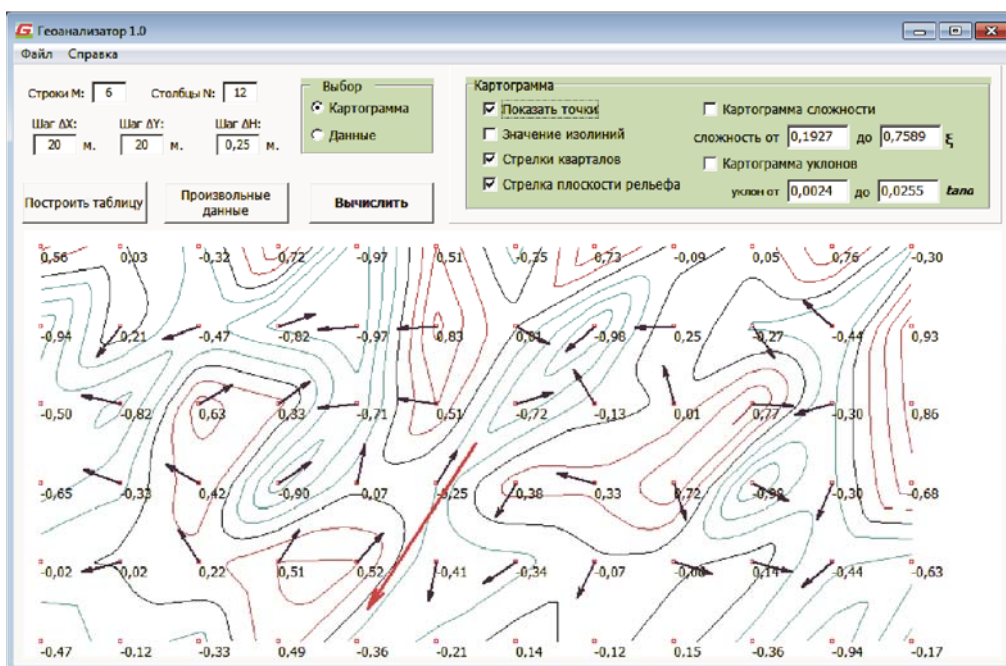 Геоанализатор 1.0
Файл Справка
Строки M: 6 Столбцы N: 12
Шаг ΔX: Шаг ΔY: Шаг ΔH:
20 м. 20 м. 0,25 м.
Выбор
Картограмма
Данные
Построить таблицу
Произвольные
данные
Вычислить
Картограмма
Показать точки
Значение изолиний
Стрелки кварталов
Стрелка плоскости рельефа
Картограмма сложности
сложность от 0,1927 до 0,7589 ξ
Картограмма уклонов
уклон от 0,0024 до 0,0255 tanα
0,56 0,03 -0,32 0,72 -0,97 0,51 -0,35 0,73 -0,09 0,05 0,76 -0,30
-0,94 0,21 -0,47 -0,82 -0,97 0,83 0,01 -0,98 0,25 -0,27 -0,44 0,93
-0,50 -0,82 0,63 0,33 -0,71 0,51 -0,72 -0,13 0,01 0,77 -0,30 0,86
-0,65 -0,33 0,42 -0,90 -0,07 -0,25 0,38 0,33 0,72 -0,98 -0,30 -0,68
-0,02 0,02 0,22 0,51 0,52 -0,41 -0,34 -0,07 0,14 -0,44 -0,63
-0,47 -0,12 -0,33 0,49 -0,36 -0,21 0,14 -0,12 0,15 -0,36 -0,94 -0,17